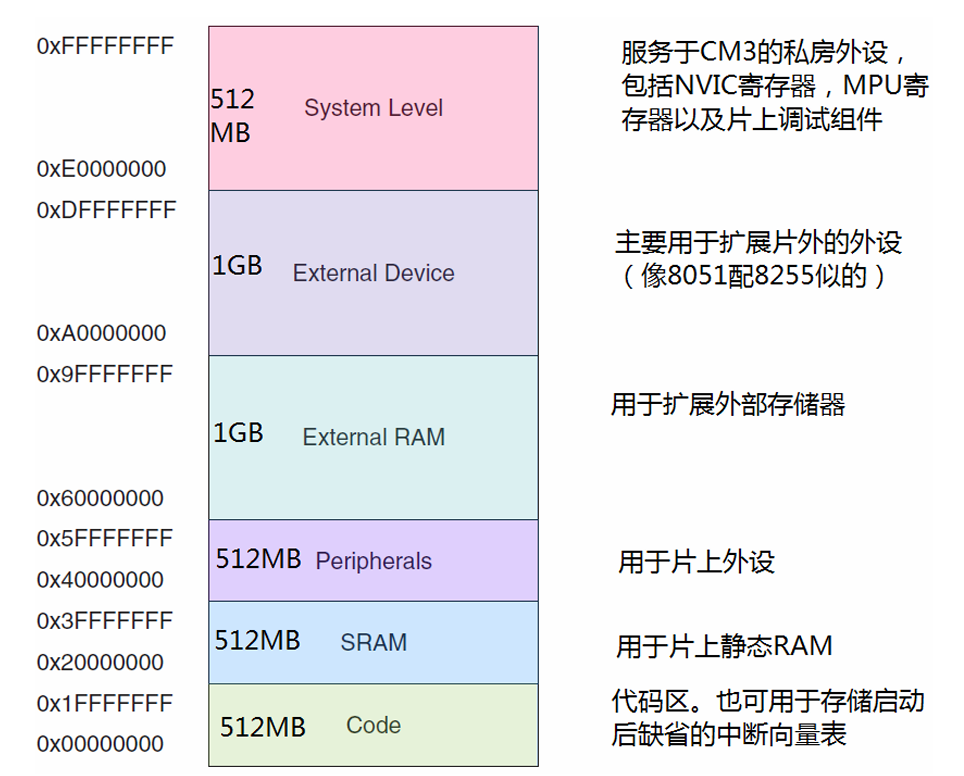 0xFFFFFFFF
512
MB
System Level
服务于CM3的私房外设，
包括NVIC寄存器，MPU寄
存器以及片上调试组件
0xE0000000
0xDFFFFFFF
1GB
External Device
主要用于扩展片外的外设
（像8051配8255似的）
0xA0000000
0x9FFFFFFF
1GB
External RAM
用于扩展外部存储器
0x60000000
0x5FFFFFFF
512MB
Peripherals
用于片上外设
0x40000000
0x3FFFFFFF
512MB
SRAM
用于片上静态RAM
0x20000000
0x1FFFFFFF
512MB
Code
代码区。也可用于存储启动
后缺省的中断向量表
0x00000000